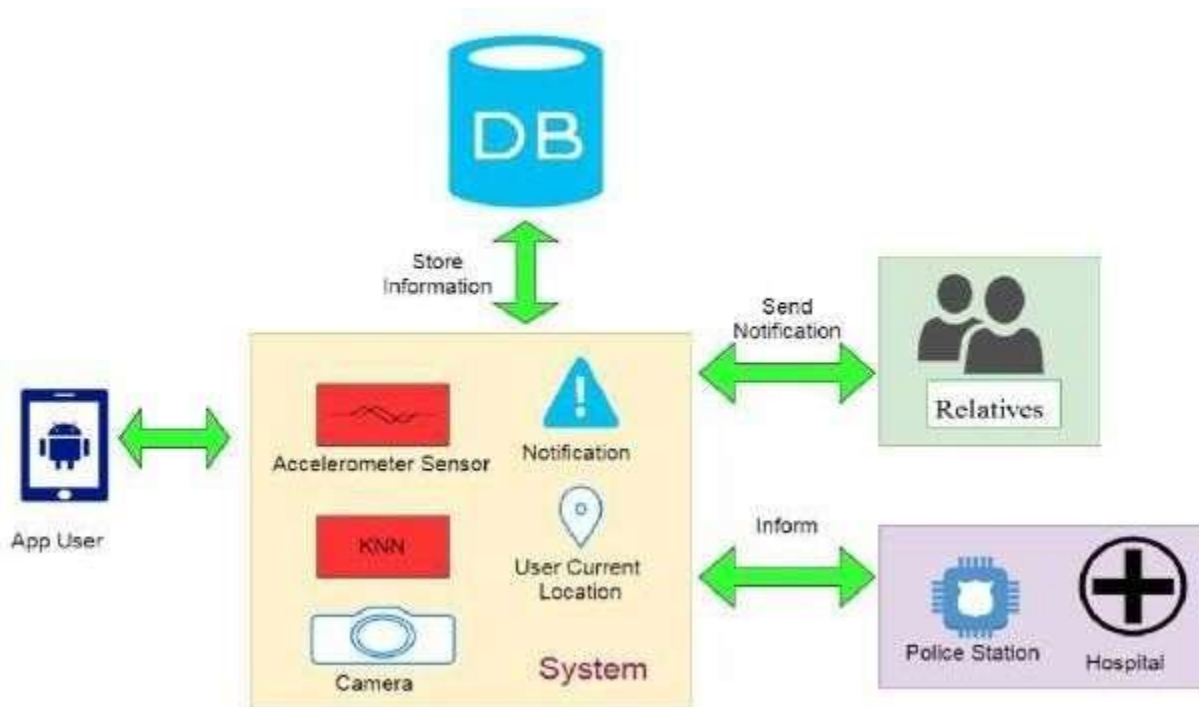 DB
Store
Information
Send
Notification
Relatives
App User
Accelerometer Sensor
Notification
KNN
User Current
Location
Camera
System
Inform
Police Station
Hospital